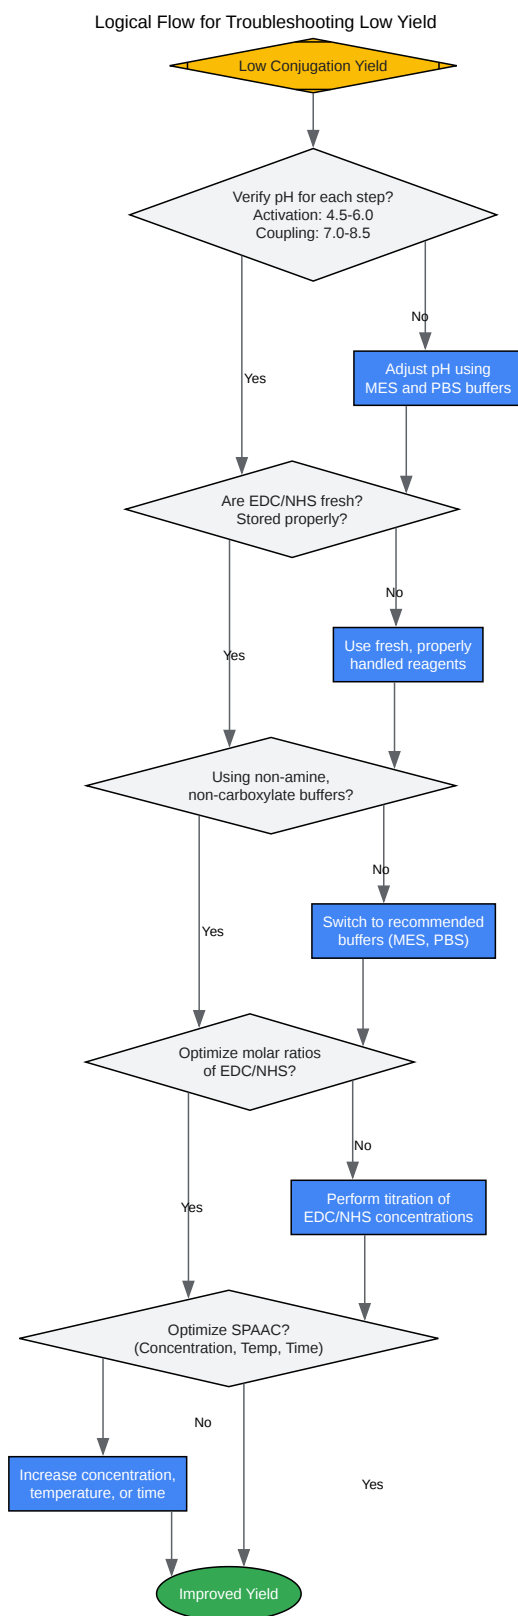 Logical Flow for Troubleshooting Low Yield
Low Conjugation Yield
Verify pH for each step?
Activation: 4.5-6.0
Coupling: 7.0-8.5
No
Adjust pH using
MES and PBS buffers
Yes
Are EDC/NHS fresh?
Stored properly?
No
Use fresh, properly
handled reagents
Yes
Using non-amine,
non-carboxylate buffers?
No
Switch to recommended
buffers (MES, PBS)
Yes
Optimize molar ratios
of EDC/NHS?
No
Perform titration of
EDC/NHS concentrations
Yes
Optimize SPAAC?
(Concentration, Temp, Time)
No
Increase concentration,
temperature, or time
Yes
Improved Yield